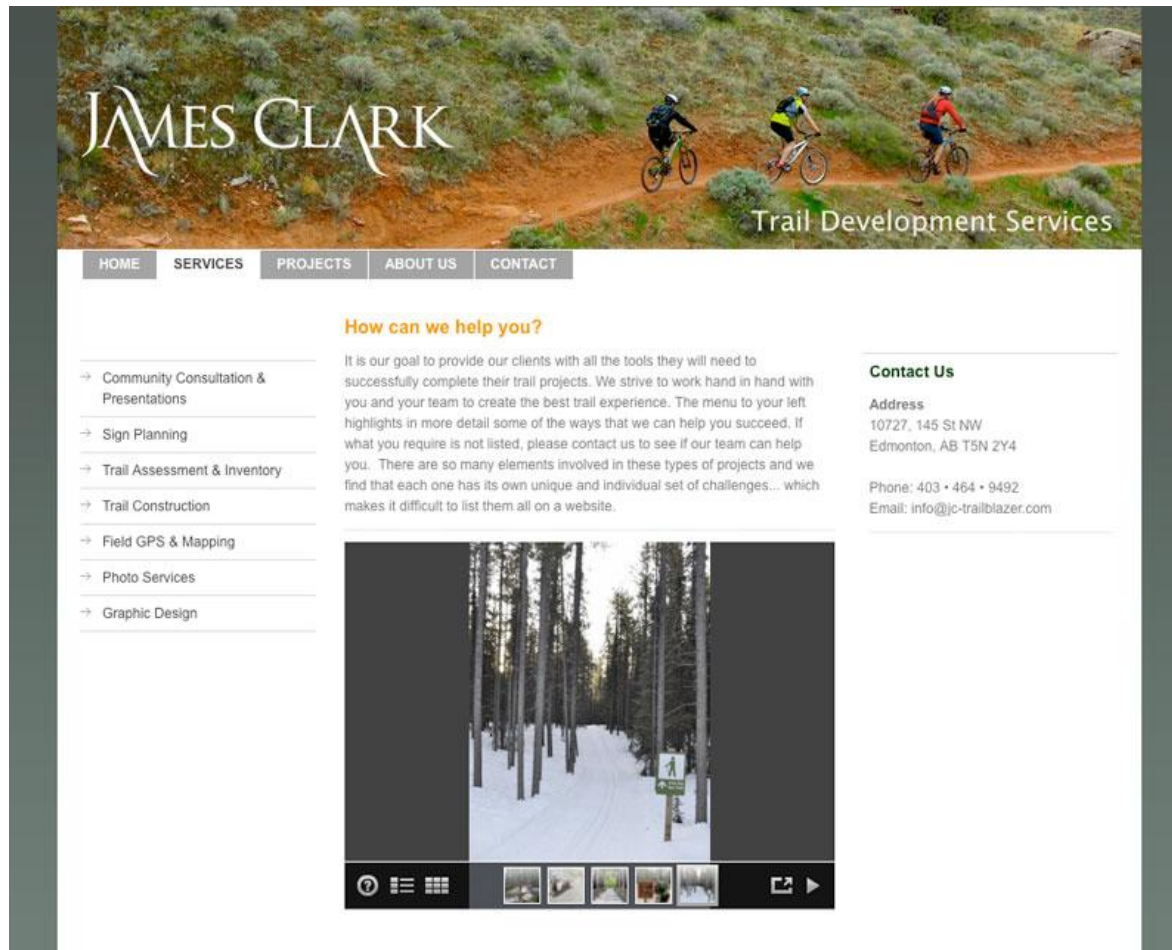 JAMES CLARK
Trail Development Services
HOME SERVICES PROJECTS ABOUT US CONTACT
Community Consultation &
Presentations
Sign Planning
Trail Assessment & Inventory
Trail Construction
Field GPS & Mapping
Photo Services
Graphic Design
How can we help you?
It is our goal to provide our clients with all the tools they will need to
successfully complete their trail projects. We strive to work hand in hand with
you and your team to create the best trail experience. The menu to your left
highlights in more detail some of the ways that we can help you succeed. If
what you require is not listed, please contact us to see if our team can help
you. There are so many elements involved in these types of projects and we
find that each one has its own unique and individual set of challenges... which
makes it difficult to list them all on a website.
Contact Us
Address
10727, 145 St NW
Edmonton, AB T5N 2Y4
Phone: 403 • 464 • 9492
Email: info@jc-trailblazer.com